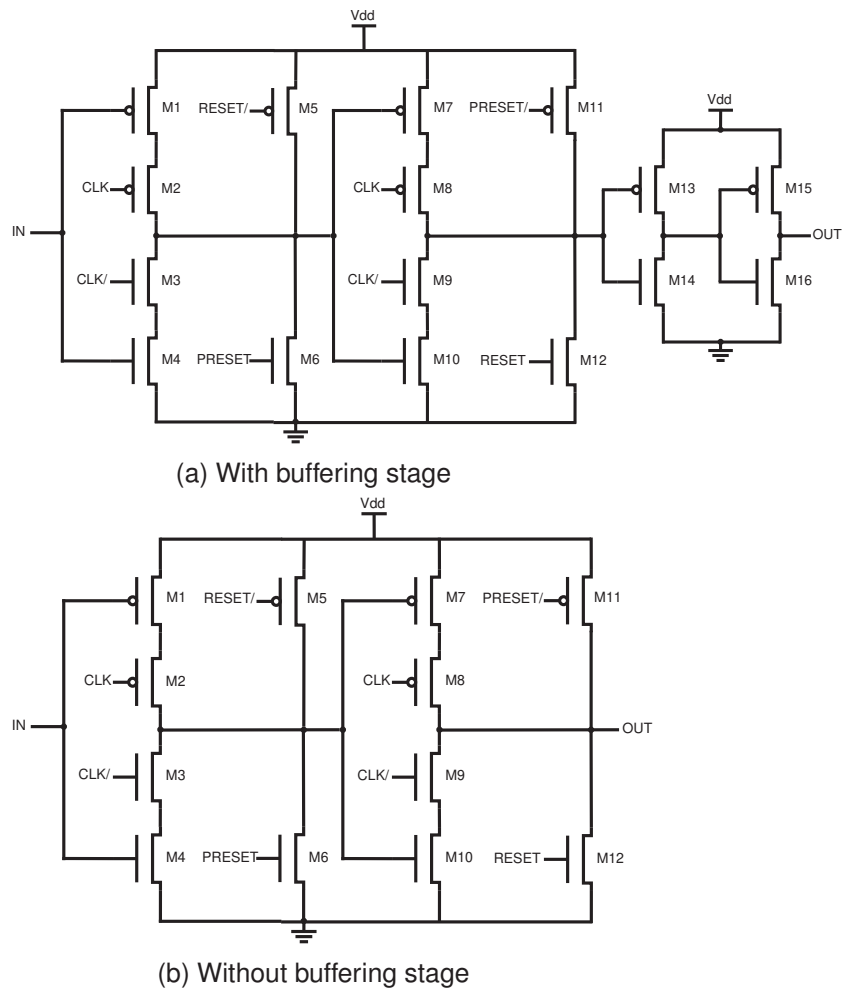 Vdd
M1
RESET/
M5
M7
PRESET/
M11
Vdd
CLK
M2
CLK
M8
M13
M15
IN
OUT
CLK/
M3
CLK/
M9
M14
M16
M4
PRESET
M6
M10
RESET
M12
(a) With buffering stage
Vdd
M1
RESET/
M5
M7
PRESET/
M11
CLK
M2
CLK
M8
IN
OUT
CLK/
M3
CLK/
M9
M4
PRESET
M6
M10
RESET
M12
(b) Without buffering stage